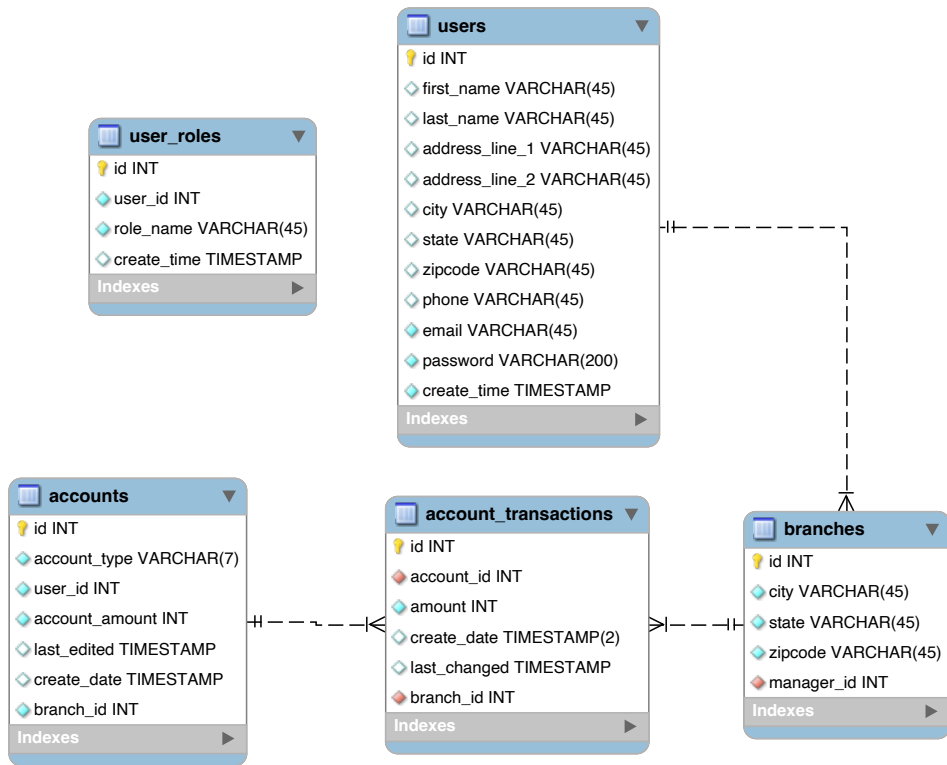 users
id INT
first_name VARCHAR(45)
last_name VARCHAR(45)
address_line_1 VARCHAR(45)
address_line_2 VARCHAR(45)
city VARCHAR(45)
state VARCHAR(45)
zipcode VARCHAR(45)
phone VARCHAR(45)
email VARCHAR(45)
password VARCHAR(200)
create_time TIMESTAMP
Indexes
user_roles
id INT
user_id INT
role_name VARCHAR(45)
create_time TIMESTAMP
Indexes
accounts
id INT
account_type VARCHAR(7)
user_id INT
account_amount INT
last_edited TIMESTAMP
create_date TIMESTAMP
branch_id INT
Indexes
account_transactions
id INT
account_id INT
amount INT
create_date TIMESTAMP(2)
last_changed TIMESTAMP
branch_id INT
Indexes
branches
id INT
city VARCHAR(45)
state VARCHAR(45)
zipcode VARCHAR(45)
manager_id INT
Indexes